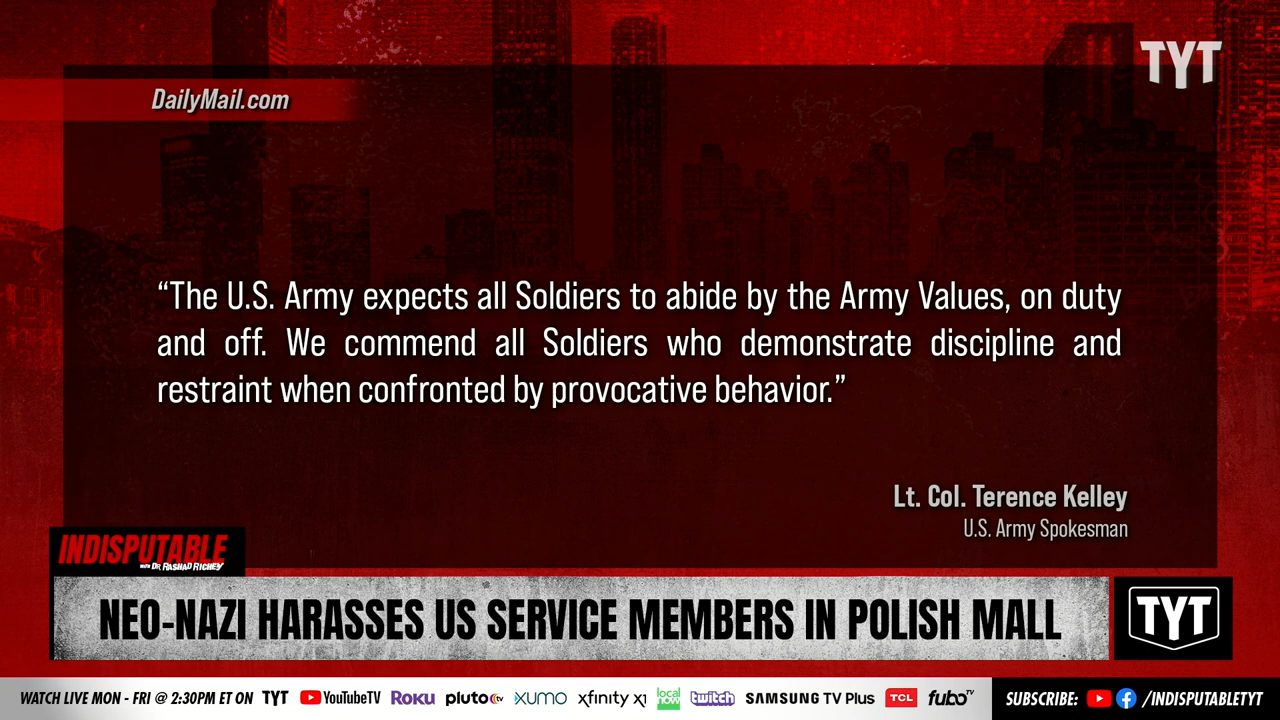 TYT
DailyMail.com
“The U.S. Army expects all Soldiers to abide by the Army Values, on duty
and off. We commend all Soldiers who demonstrate discipline and
restraint when confronted by provocative behavior.”
Lt. Col. Terence Kelley
U.S. Army Spokesman
INDISPUTABLE
WITH DR. RASHAD RICHEY
NEO-NAZI HARASSES US SERVICE MEMBERS IN POLISH MALL
TYT
WATCH LIVE MON - FRI @ 2:30PM ET ON TYT YouTubeTV ROKU pluto tv XUMO xfinity x1 local now twitch SAMSUNG TV Plus TCL fubo TV SUBSCRIBE: /INDISPUTABLETYT